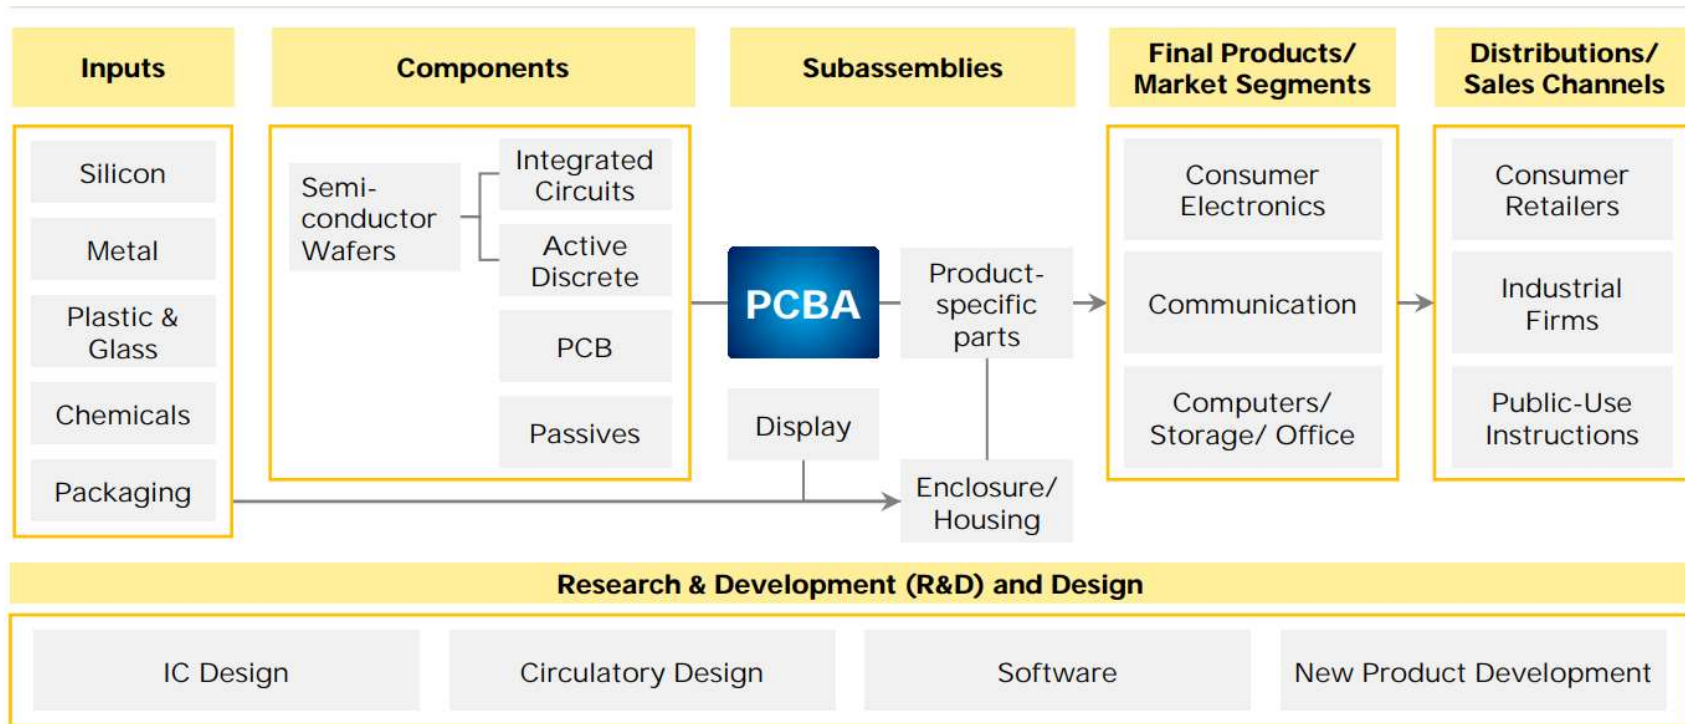 Inputs
Components
Subassemblies
Final Products/
Market Segments
Distributions/
Sales Channels
Silicon
Metal
Plastic &
Glass
Chemicals
Packaging
Semi-
conductor
Wafers
Integrated
Circuits
Active
Discrete
PCB
Passives
PCBA
Product-
specific
parts
Display
Enclosure/
Housing
Consumer
Electronics
Communication
Computers/
Storage/ Office
Consumer
Retailers
Industrial
Firms
Public-Use
Instructions
Research & Development (R&D) and Design
IC Design
Circulatory Design
Software
New Product Development